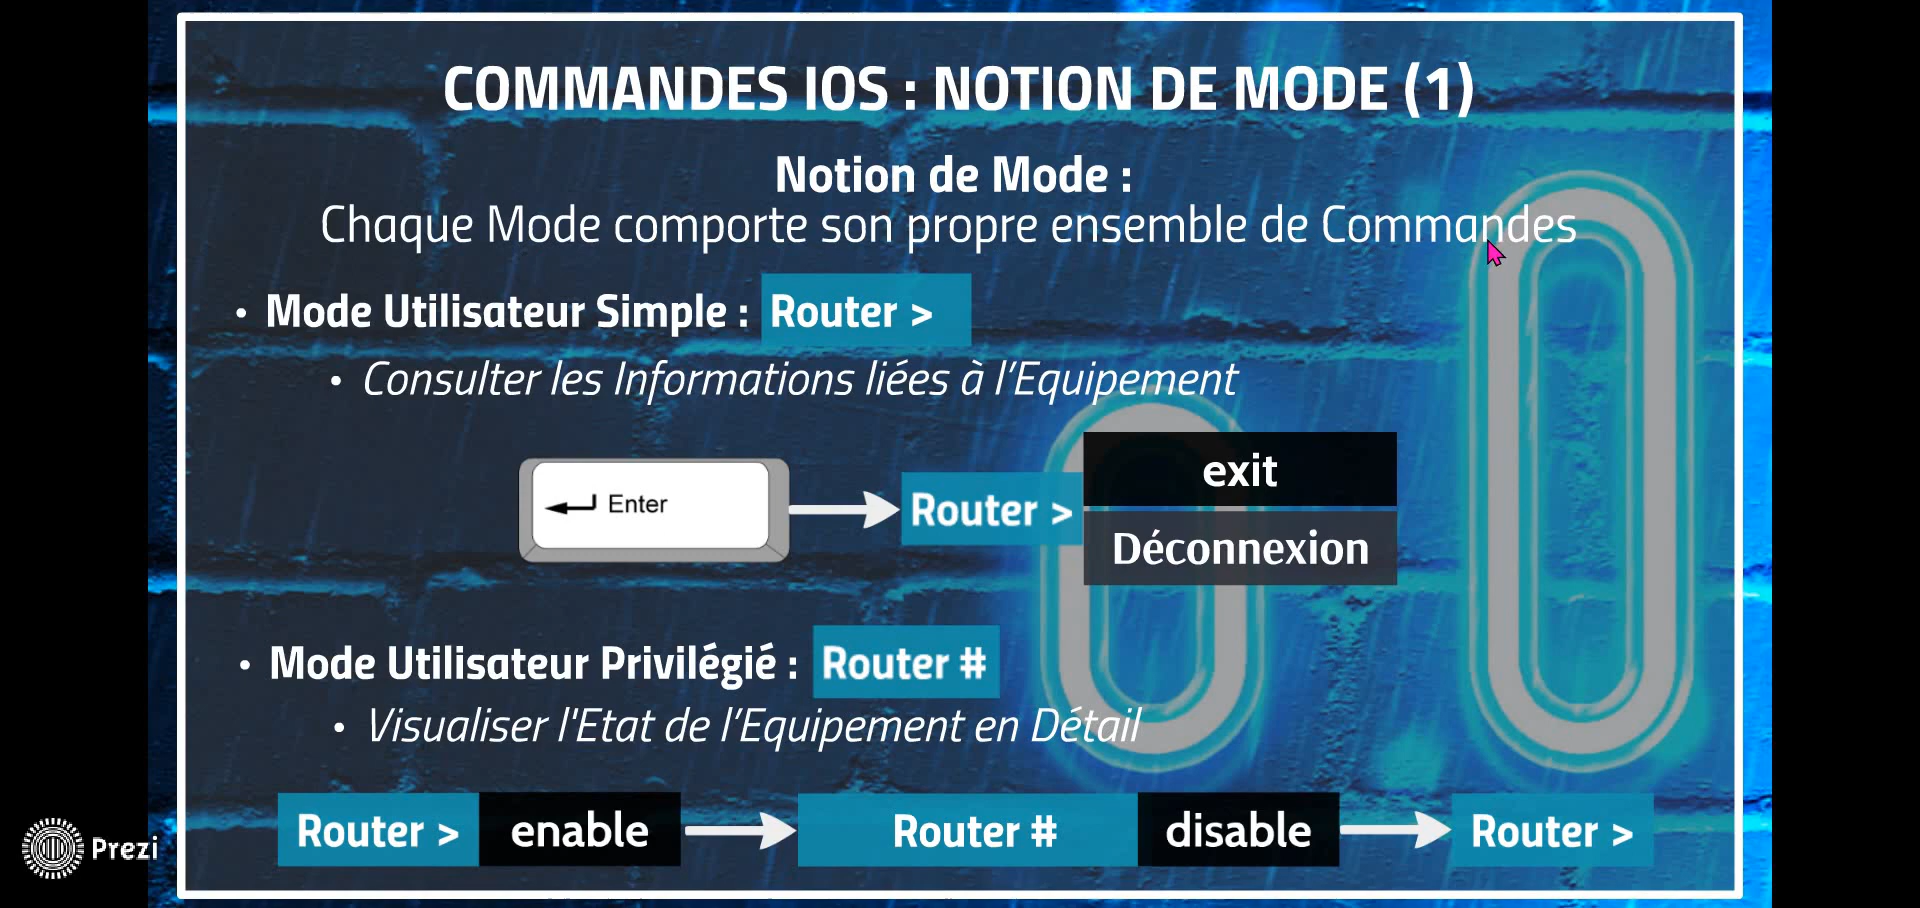 COMMANDES IOS : NOTION DE MODE (1)
Notion de Mode :
Chaque Mode comporte son propre ensemble de Commandes
• Mode Utilisateur Simple : Router >
• Consulter les Informations liées à l'Equipement
Enter
Router >
exit
Déconnexion
• Mode Utilisateur Privilégié : Router #
• Visualiser l'Etat de l'Equipement en Détail
Router > enable Router # disable Router >
Prezi